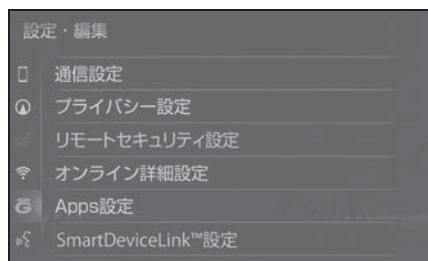 設定・編集
通信設定
プライバシー設定
リモートセキュリティ設定
オンライン詳細設定
Apps設定
SmartDeviceLink™設定